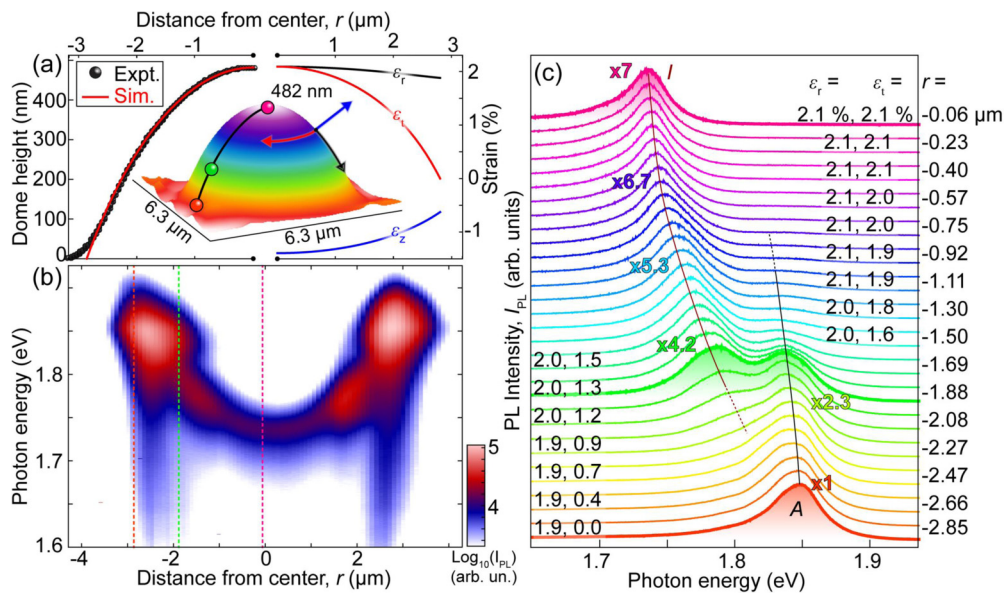 Distance from center, r (μm)
-3 -2 -1 1 2 3
(a)
Expt.
Sim.
482 nm
εr
εt
εz
6.3 μm
6.3 μm
Dome height (nm)
400
300
200
100
0
Strain (%)
2
1
0
-1
(b)
Photon energy (eV)
1.9
1.8
1.7
1.6
-4 -2 0 2 4
Distance from center, r (μm)
5
4
Log10(IPL)
(arb. un.)
(c)
PL Intensity, IPL (arb. units)
x7
I
x6.7
x5.3
x4.2
x2.3
x1
A
εr = εt = r =
2.1 %, 2.1 % -0.06 μm
2.1, 2.1 -0.23
2.1, 2.1 -0.40
2.1, 2.0 -0.57
2.1, 2.0 -0.75
2.1, 1.9 -0.92
2.1, 1.9 -1.11
2.0, 1.8 -1.30
2.0, 1.6 -1.50
2.0, 1.5 -1.69
2.0, 1.3 -1.88
2.0, 1.2 -2.08
1.9, 0.9 -2.27
1.9, 0.7 -2.47
1.9, 0.4 -2.66
1.9, 0.0 -2.85
1.7 1.8 1.9
Photon energy (eV)